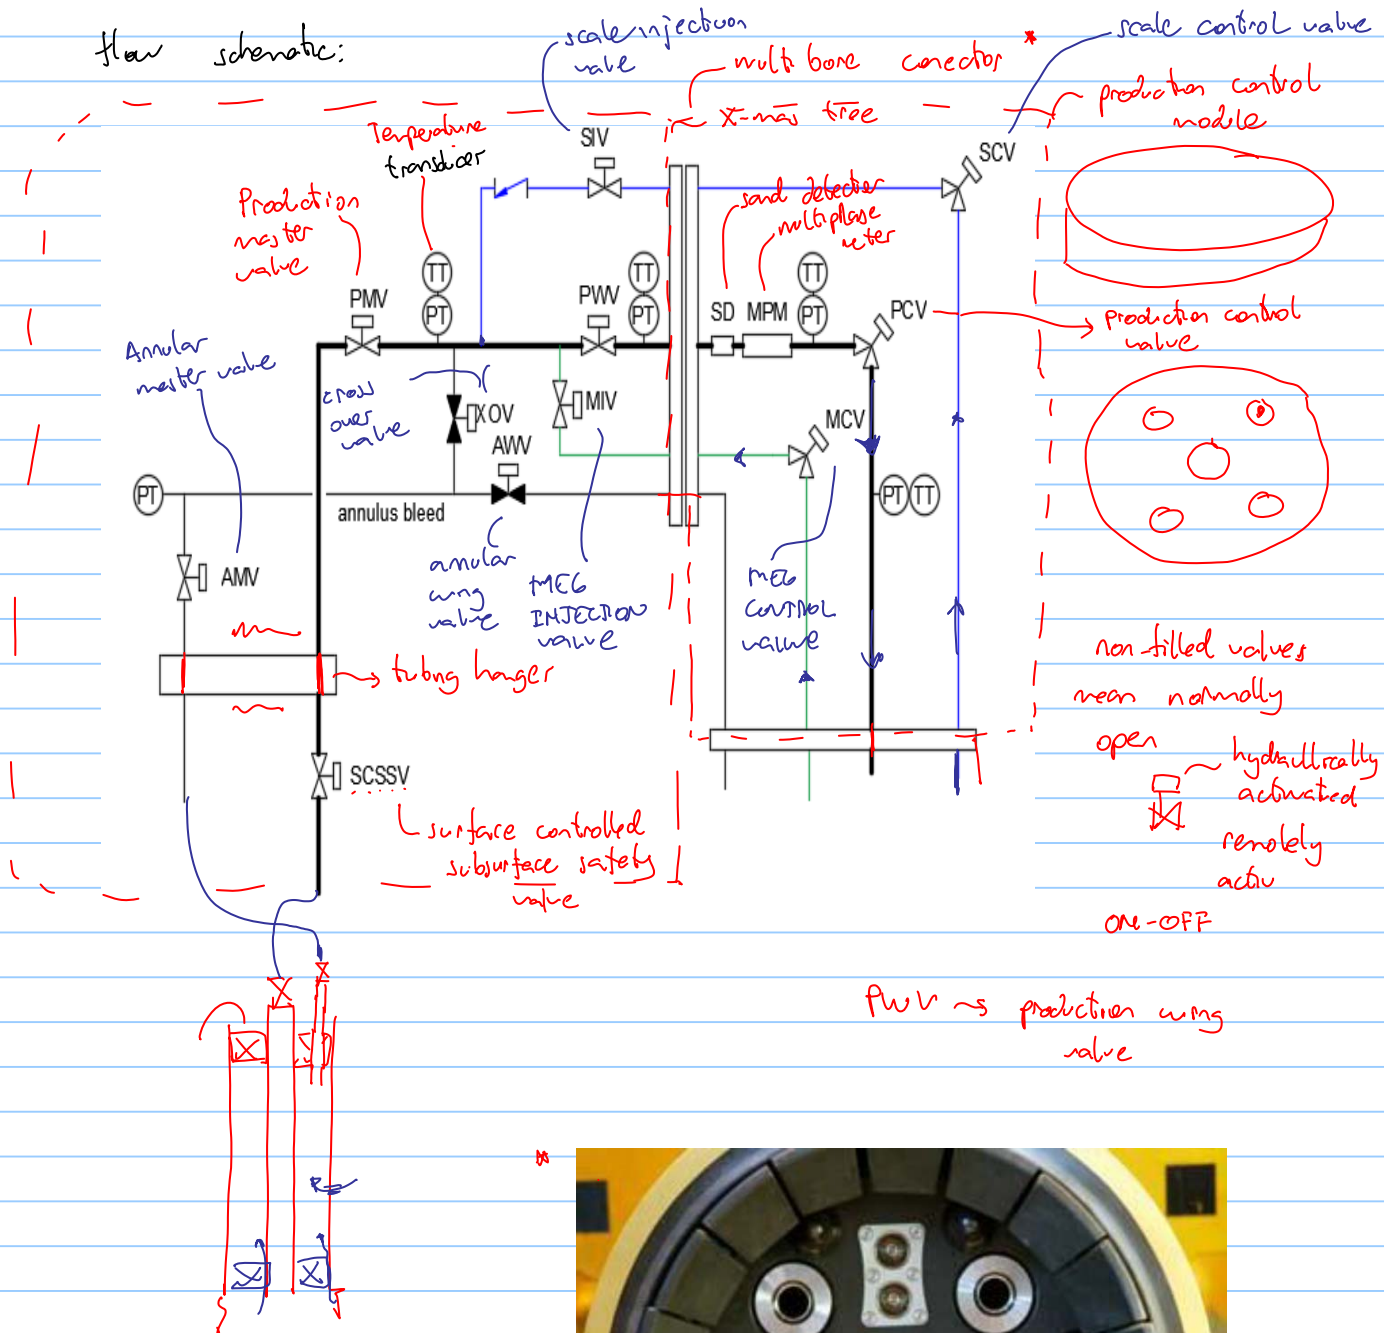 flow schematic:
scale injection
valve
multi bore conector *
scale control valve
X-mas tree
production control
module
Temperature
transducer
SIV
SCV
Production
master
valve
sand detector
multiphase
meter
TT
TT
TT
PMV
PT
PWV
PT
SD
MPM
PT
PCV
production control
valve
Annular
master valve
cross
over
valve
XOV
MIV
MCV
AWV
PT
annulus bleed
PT
TT
annular
wing
valve
MEG
INJECTION
valve
MEG
CONTROL
valve
AMV
tubing hanger
non-filled valves
mean normally
open
hydraullically
activated
remotely
activ
ON-OFF
SCSSV
surface controlled
subsurface safety
valve
PWV → production wing
valve
*